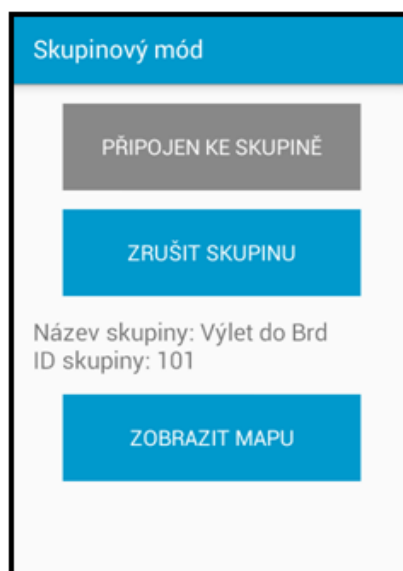 Skupinový mód
PŘIPOJEN KE SKUPINĚ
ZRUŠIT SKUPINU
Název skupiny: Výlet do Brd
ID skupiny: 101
ZOBRAZIT MAPU